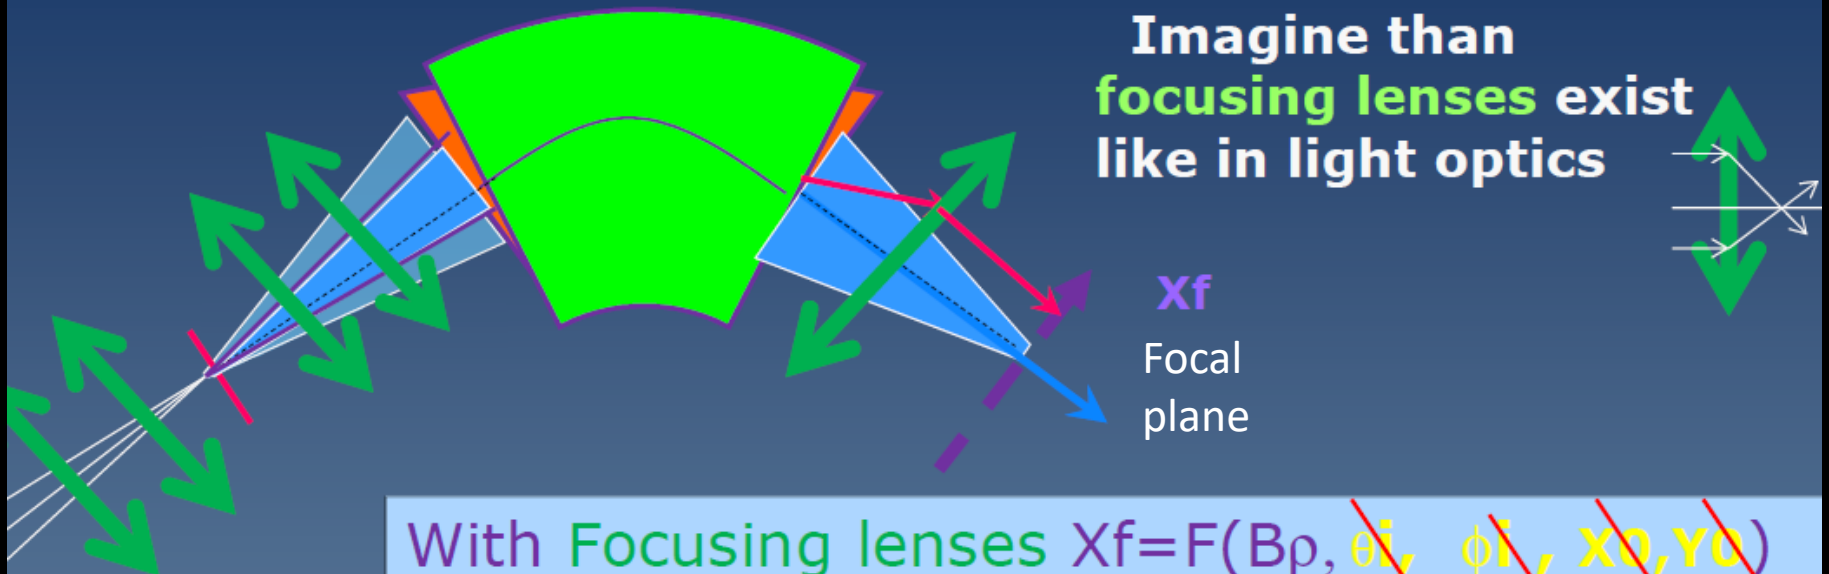 Imagine than
focusing lenses exist
like in light optics
Xf
Focal
plane
With Focusing lenses Xf=F(Bρ, θi, ϕi, X0,Y0)